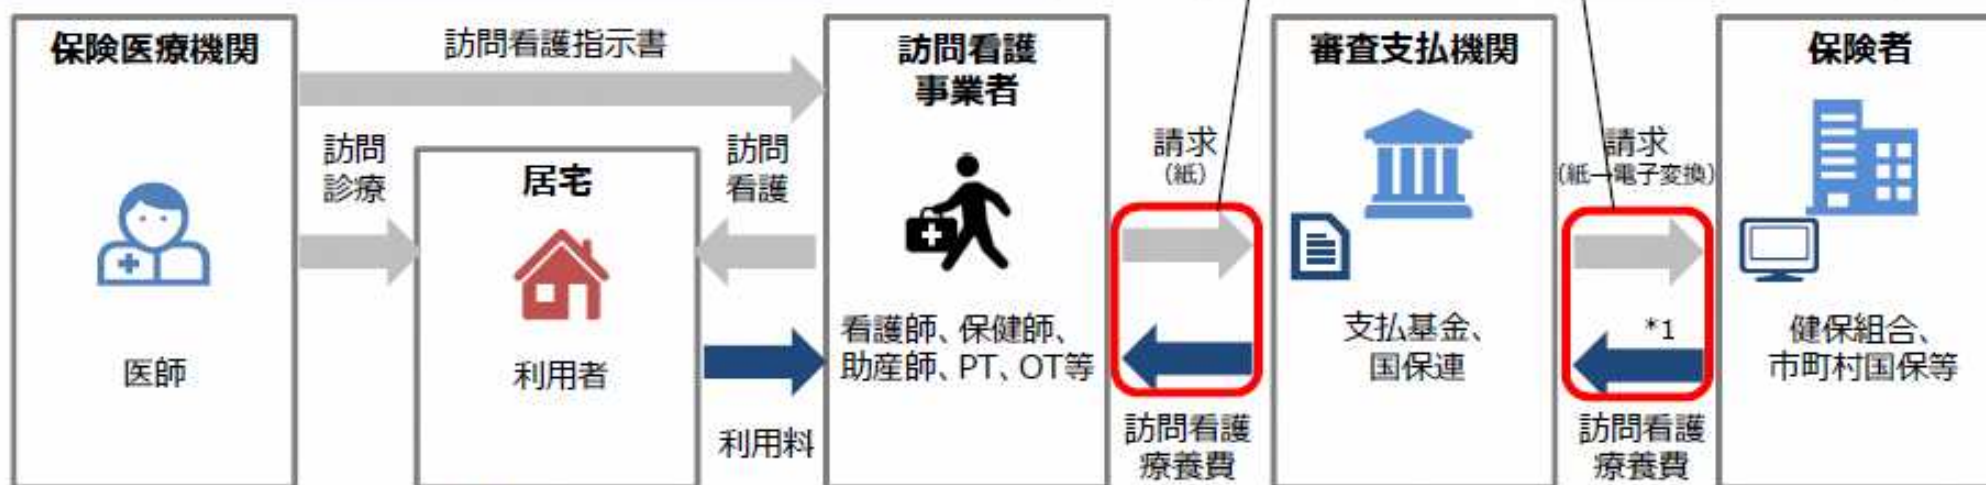 保険医療機関
医師
訪問看護指示書
訪問
診療
居宅
利用者
訪問
看護
利用料
訪問看護
事業者
看護師、保健師、
助産師、PT、OT等
請求
(紙)
訪問看護
療養費
審査支払機関
支払基金、
国保連
請求
(紙→電子変換)
*1
訪問看護
療養費
保険者
健保組合、
市町村国保等